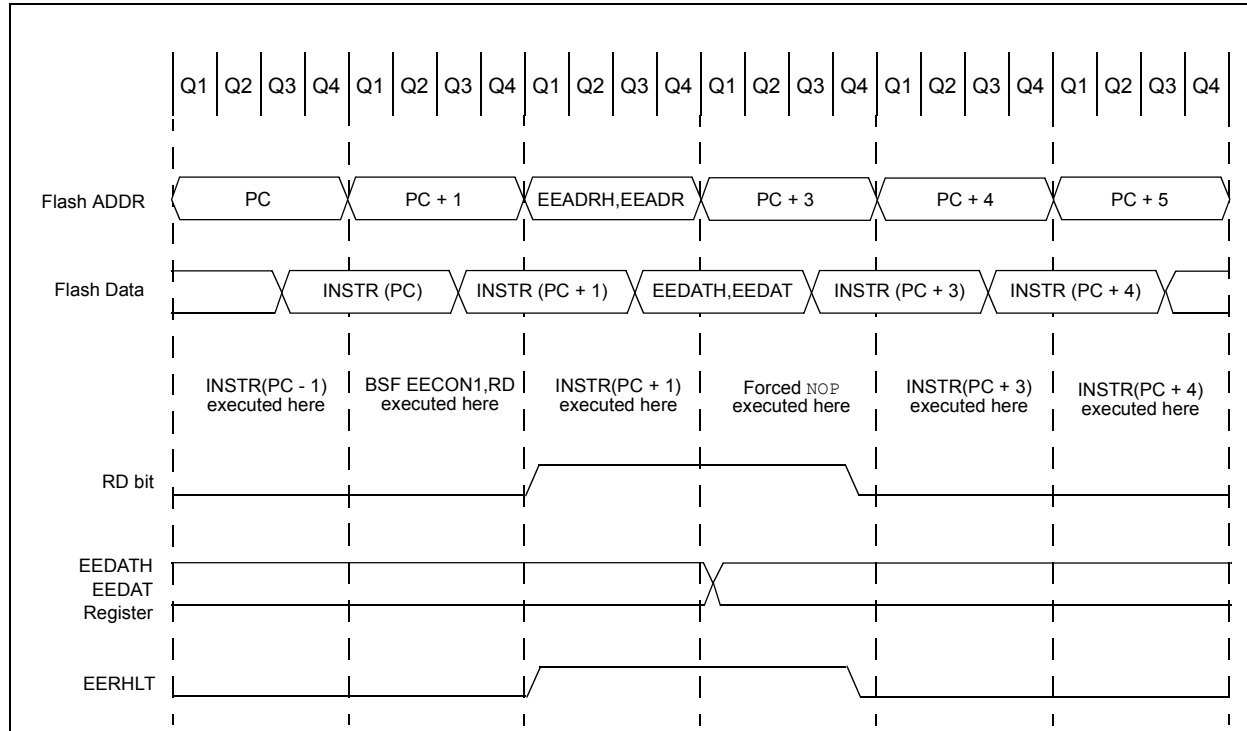 Q1 Q2 Q3 Q4 Q1 Q2 Q3 Q4 Q1 Q2 Q3 Q4 Q1 Q2 Q3 Q4 Q1 Q2 Q3 Q4 Q1 Q2 Q3 Q4
Flash ADDR PC PC + 1 EEADRH,EEADR PC + 3 PC + 4 PC + 5
Flash Data INSTR (PC) INSTR (PC + 1) EEDATH,EEDAT INSTR (PC + 3) INSTR (PC + 4)
INSTR(PC - 1) BSF EECON1,RD INSTR(PC + 1) Forced NOP INSTR(PC + 3) INSTR(PC + 4)
executed here executed here executed here executed here executed here executed here
RD bit
EEDATH
EEDAT
Register
EERHLT